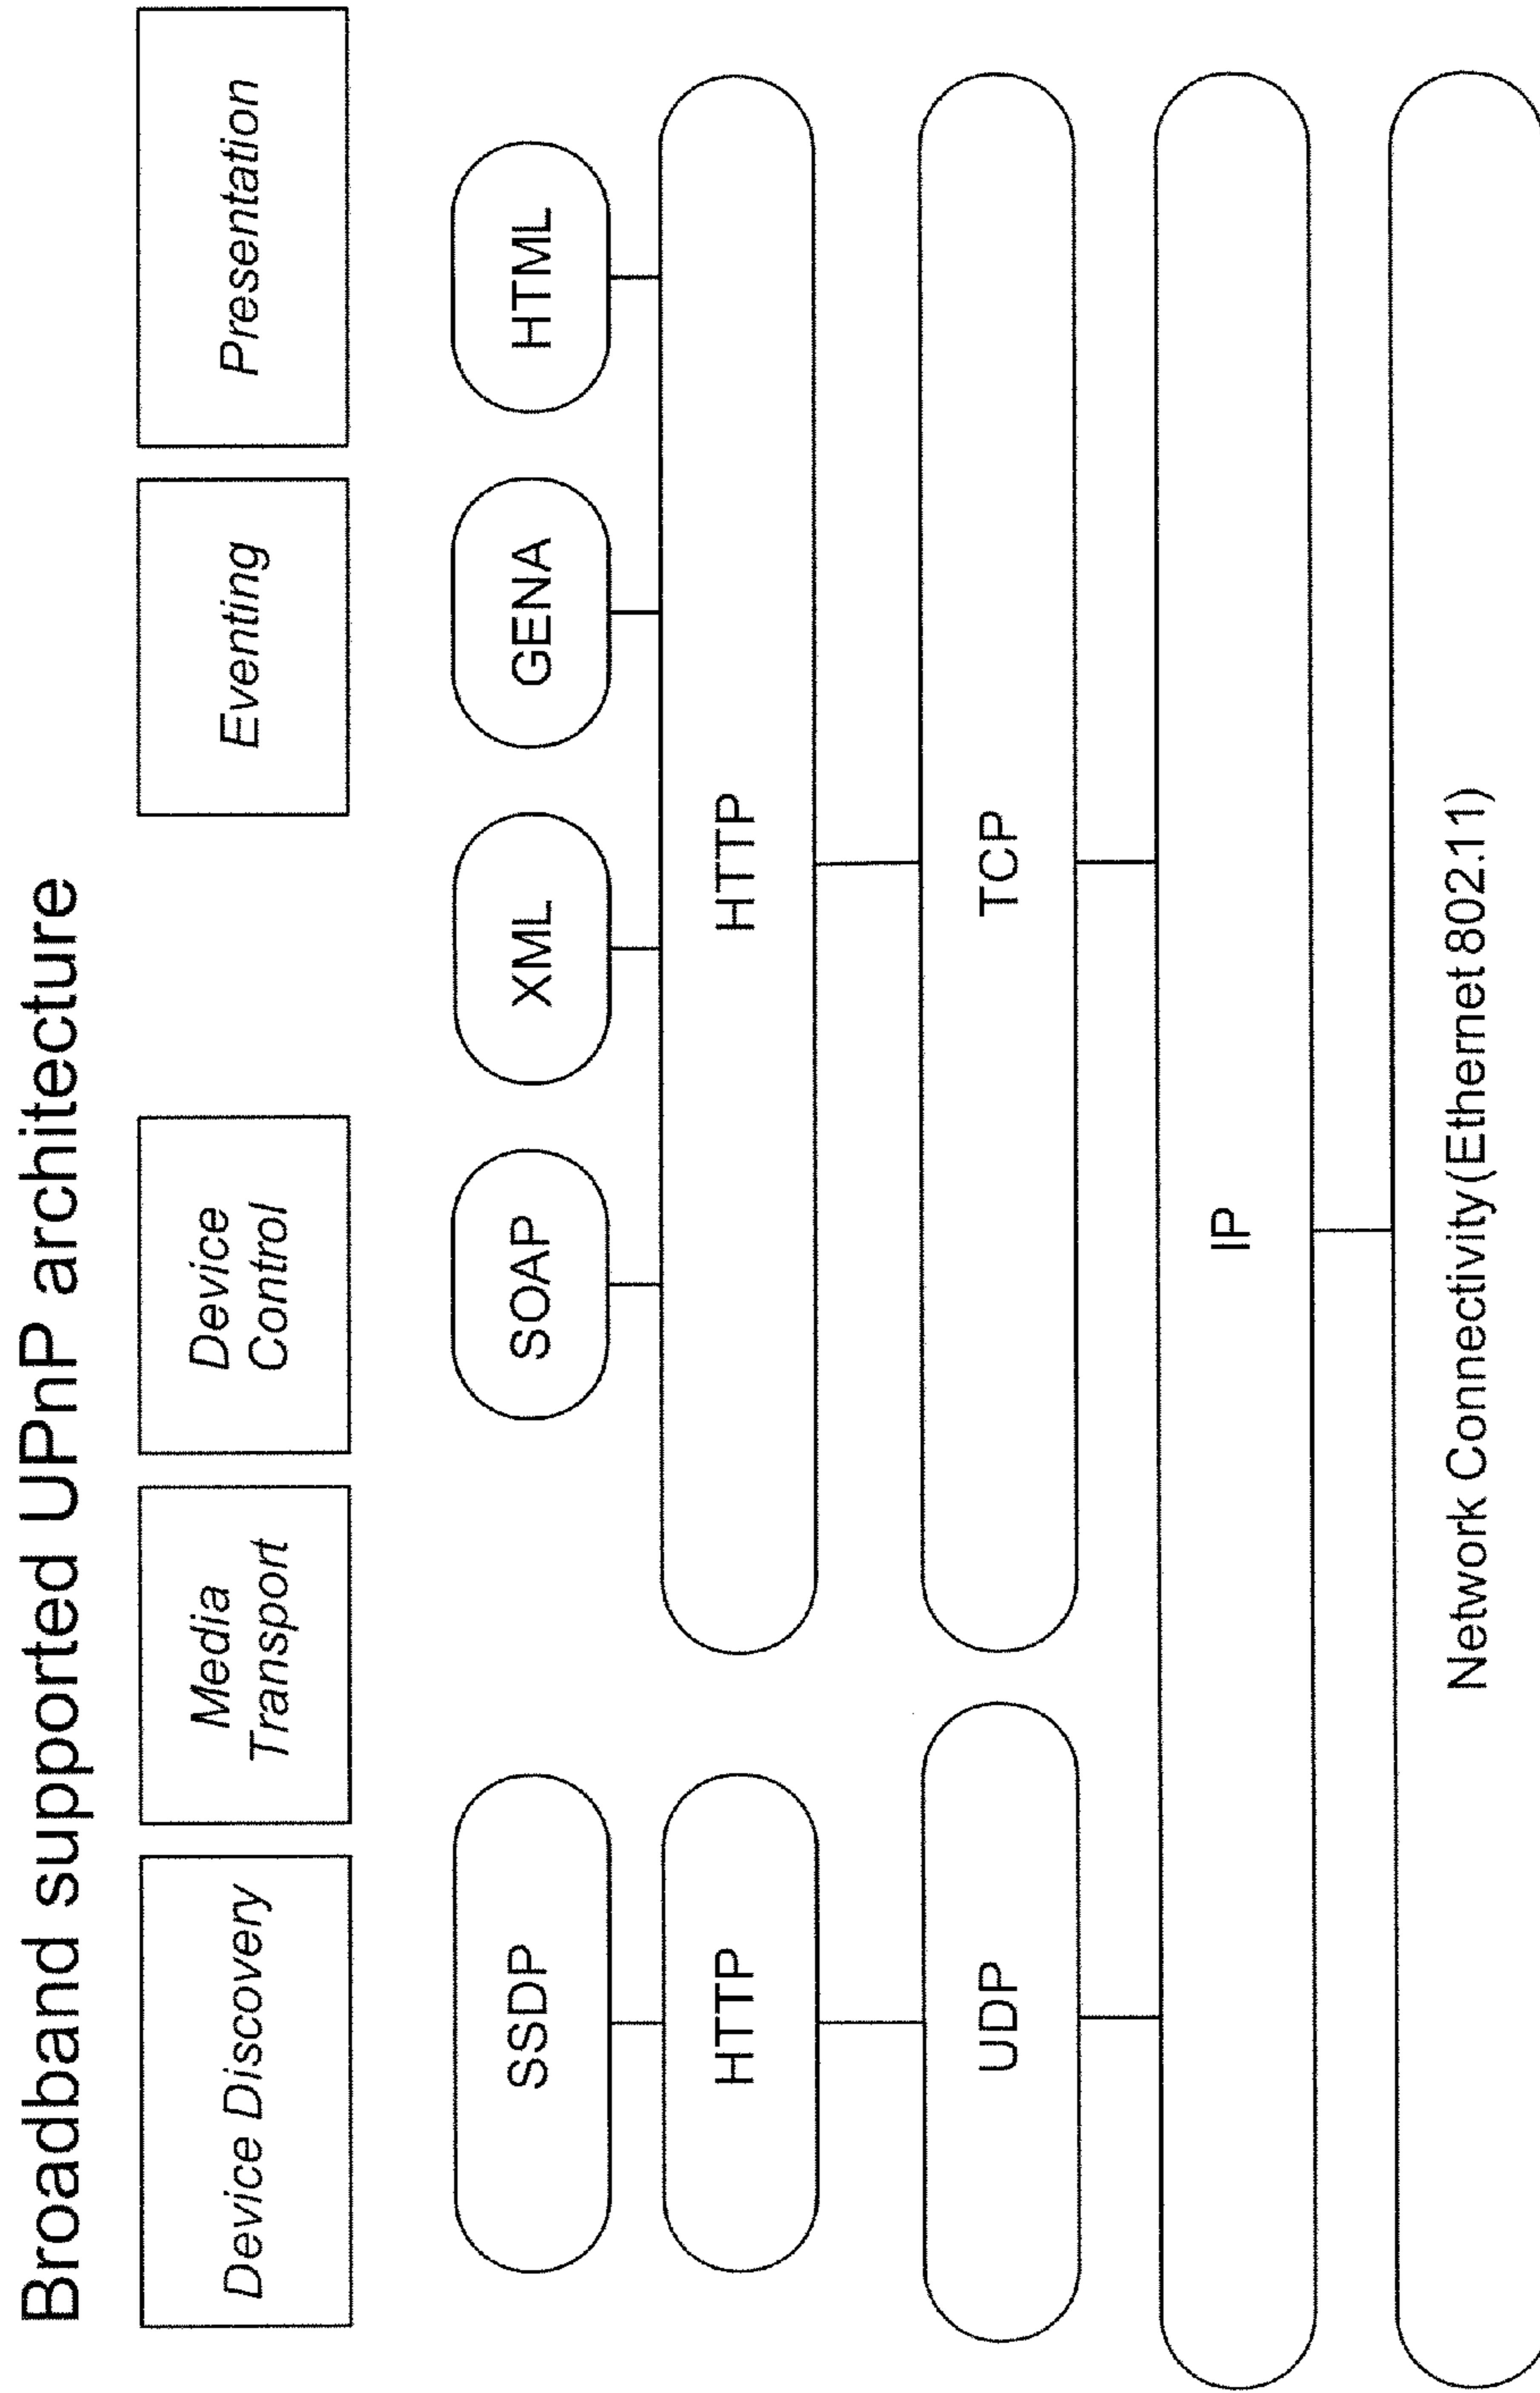 Broadband supported UPnP architecture
Device Discovery
Media
Transport
Device
Control
Eventing
Presentation
SSDP
SOAP
XML
GENA
HTML
HTTP
HTTP
UDP
TCP
IP
Network Connectivity (Ethernet 802.11)